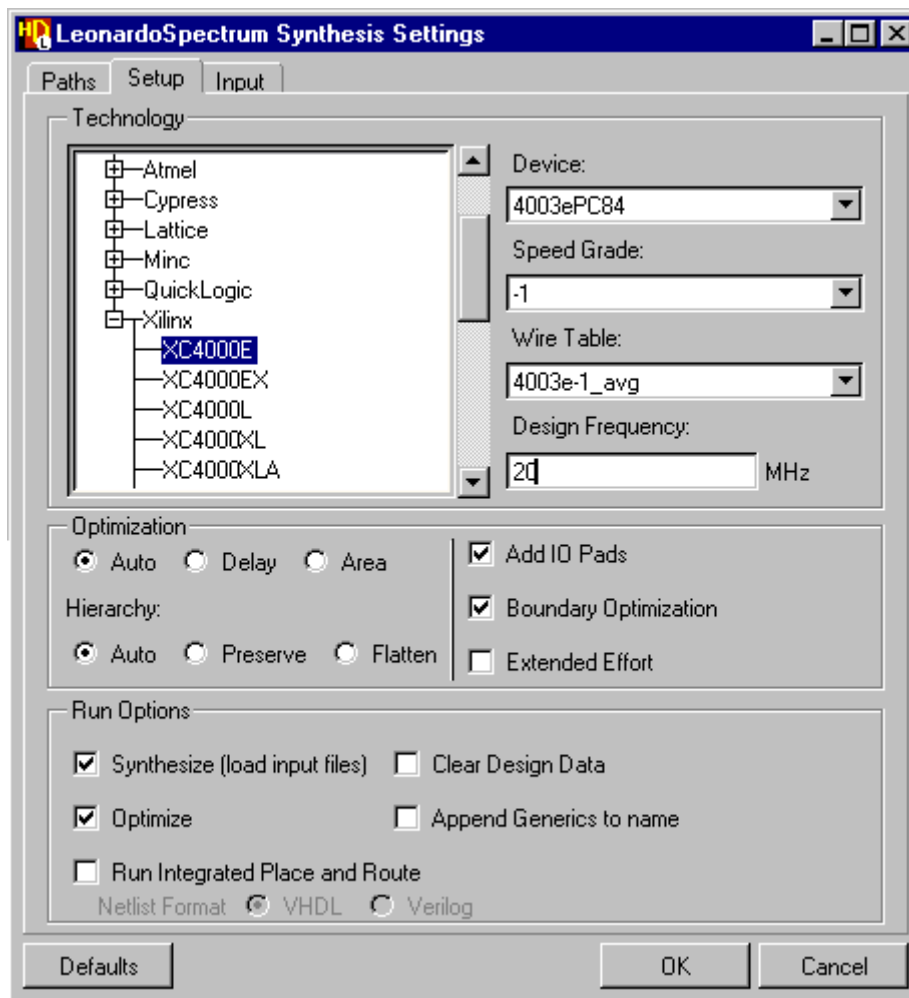 LeonardoSpectrum Synthesis Settings
Paths Setup Input
Technology
Atmel
Cypress
Lattice
Minc
QuickLogic
Xilinx
XC4000E
XC4000EX
XC4000L
XC4000XL
XC4000XLA
Device:
4003ePC84
Speed Grade:
-1
Wire Table:
4003e-1_avg
Design Frequency:
20 MHz
Optimization
Auto Delay Area
Hierarchy:
Auto Preserve Flatten
Add IO Pads
Boundary Optimization
Extended Effort
Run Options
Synthesize (load input files) Clear Design Data
Optimize Append Generics to name
Run Integrated Place and Route
Netlist Format VHDL Verilog
Defaults OK Cancel